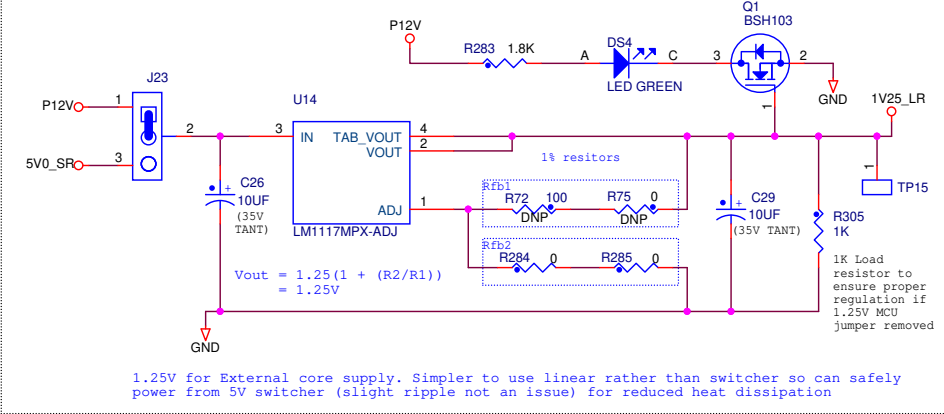 Q1
BSH103
P12V
R283 1.8K
DS4
A C
LED GREEN
3 2
1
GND
J23
P12V 1
2
5V0_SR 3
U14
3 IN TAB_VOUT 4
VOUT 2
ADJ 1
LM1117MPX-ADJ
C26
+
10UF
(35V
TANT)
1V25_LR
1% resitors
Rfb1
R72 100 R75 0
DNP DNP
Rfb2
R284 0 R285 0
C29
+
10UF
(35V TANT)
1
TP15
R305
1K
1K Load
resistor to
ensure proper
regulation if
1.25V MCU
jumper removed
Vout = 1.25(1 + (R2/R1))
= 1.25V
GND
1.25V for External core supply. Simpler to use linear rather than switcher so can safely
power from 5V switcher (slight ripple not an issue) for reduced heat dissipation